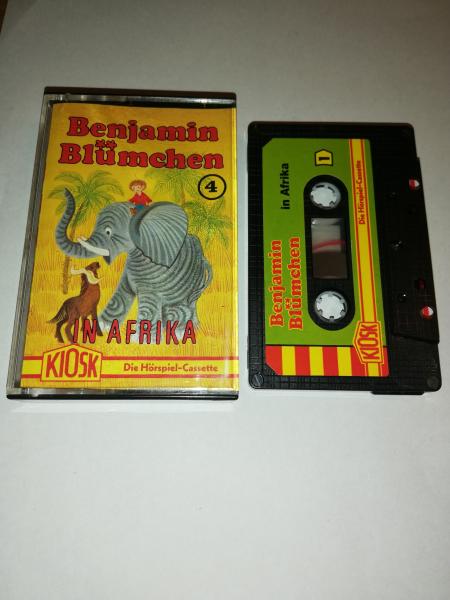 Benjamin
Blümchen
4
IN AFRIKA
KIOSK
Die Hörspiel-Cassette
Benjamin
Blümchen
in Afrika
1
KIOSK
Die Hörspiel-Cassette